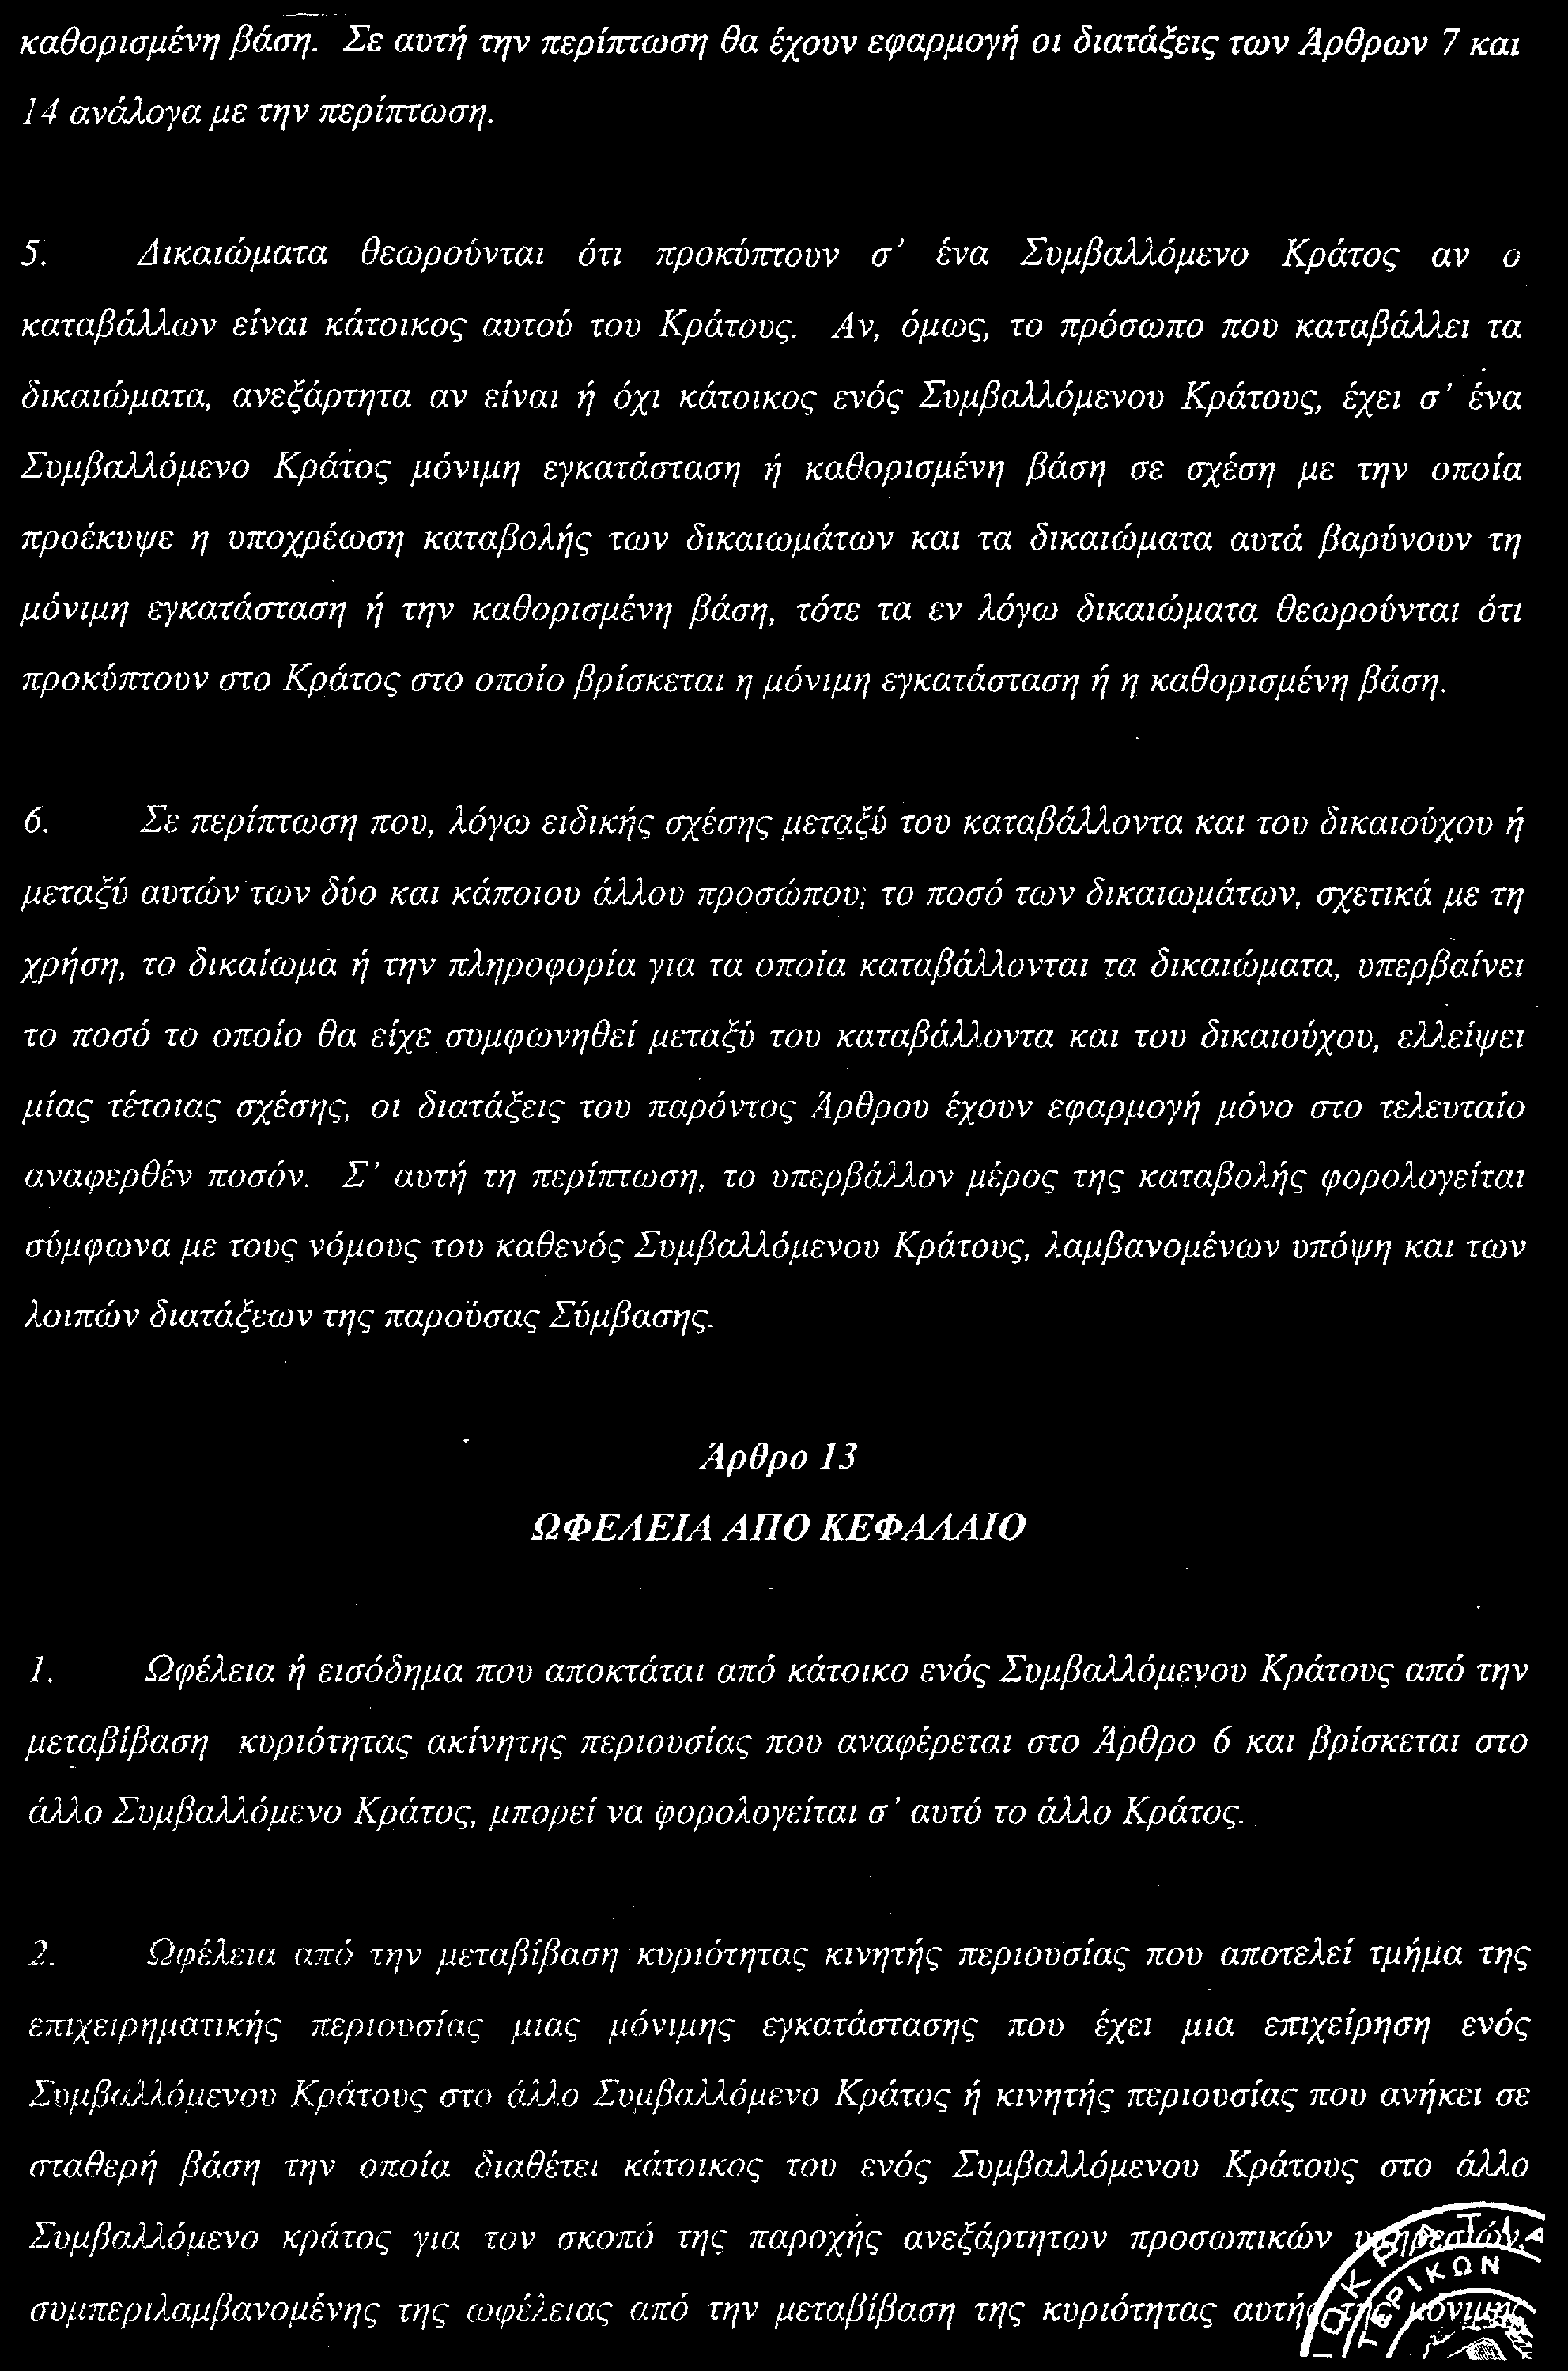 καθορισμένη βάση. Σε αυτή την περίπτωση θα έχουν εφαρμογή οι διατάξεις των Άρθρων 7 και
14 ανάλογα με την περίπτωση.
5. Δικαιώματα θεωρούνται ότι προκύπτουν σ’ ένα Συμβαλλόμενο Κράτος αν ο
καταβάλλων είναι κάτοικος αυτού του Κράτους. Αν, όμως, το πρόσωπο που καταβάλλει τα
δικαιώματα, ανεξάρτητα αν είναι ή όχι κάτοικος ενός Συμβαλλόμενου Κράτους, έχει σ’ ένα
Συμβαλλόμενο Κράτος μόνιμη εγκατάσταση ή καθορισμένη βάση σε σχέση με την οποία
προέκυψε η υποχρέωση καταβολής των δικαιωμάτων και τα δικαιώματα αυτά βαρύνουν τη
μόνιμη εγκατάσταση ή την καθορισμένη βάση, τότε τα εν λόγω δικαιώματα θεωρούνται ότι
προκύπτουν στο Κράτος στο οποίο βρίσκεται η μόνιμη εγκατάσταση ή η καθορισμένη βάση.
6. Σε περίπτωση που, λόγω ειδικής σχέσης μεταξύ του καταβάλλοντα και του δικαιούχου ή
μεταξύ αυτών των δύο και κάποιου άλλου προσώπου, το ποσό των δικαιωμάτων, σχετικά με τη
χρήση, το δικαίωμα ή την πληροφορία για τα οποία καταβάλλονται τα δικαιώματα, υπερβαίνει
το ποσό το οποίο θα είχε συμφωνηθεί μεταξύ του καταβάλλοντα και του δικαιούχου, ελλείψει
μίας τέτοιας σχέσης, οι διατάξεις του παρόντος Άρθρου έχουν εφαρμογή μόνο στο τελευταίο
αναφερθέν ποσόν. Σ’ αυτή τη περίπτωση, το υπερβάλλον μέρος της καταβολής φορολογείται
σύμφωνα με τους νόμους του καθενός Συμβαλλόμενου Κράτους, λαμβανομένων υπόψη και των
λοιπών διατάξεων της παρούσας Σύμβασης.
Άρθρο 13
ΩΦΕΛΕΙΑ ΑΠΟ ΚΕΦΑΛΑΙΟ
1. Ωφέλεια ή εισόδημα που αποκτάται από κάτοικο ενός Συμβαλλόμενου Κράτους από την
μεταβίβαση κυριότητας ακίνητης περιουσίας που αναφέρεται στο Άρθρο 6 και βρίσκεται στο
άλλο Συμβαλλόμενο Κράτος, μπορεί να φορολογείται σ’ αυτό το άλλο Κράτος.
2. Ωφέλεια από την μεταβίβαση κυριότητας κινητής περιουσίας που αποτελεί τμήμα της
επιχειρηματικής περιουσίας μιας μόνιμης εγκατάστασης που έχει μια επιχείρηση ενός
Συμβαλλόμενου Κράτους στο άλλο Συμβαλλόμενο Κράτος ή κινητής περιουσίας που ανήκει σε
σταθερή βάση την οποία διαθέτει κάτοικος του ενός Συμβαλλόμενου Κράτους στο άλλο
Συμβαλλόμενο κράτος για τον σκοπό της παροχής ανεξάρτητων προσωπικών υπηρεσιών,
συμπεριλαμβανομένης της ωφέλειας από την μεταβίβαση της κυριότητας αυτής της μόνιμης